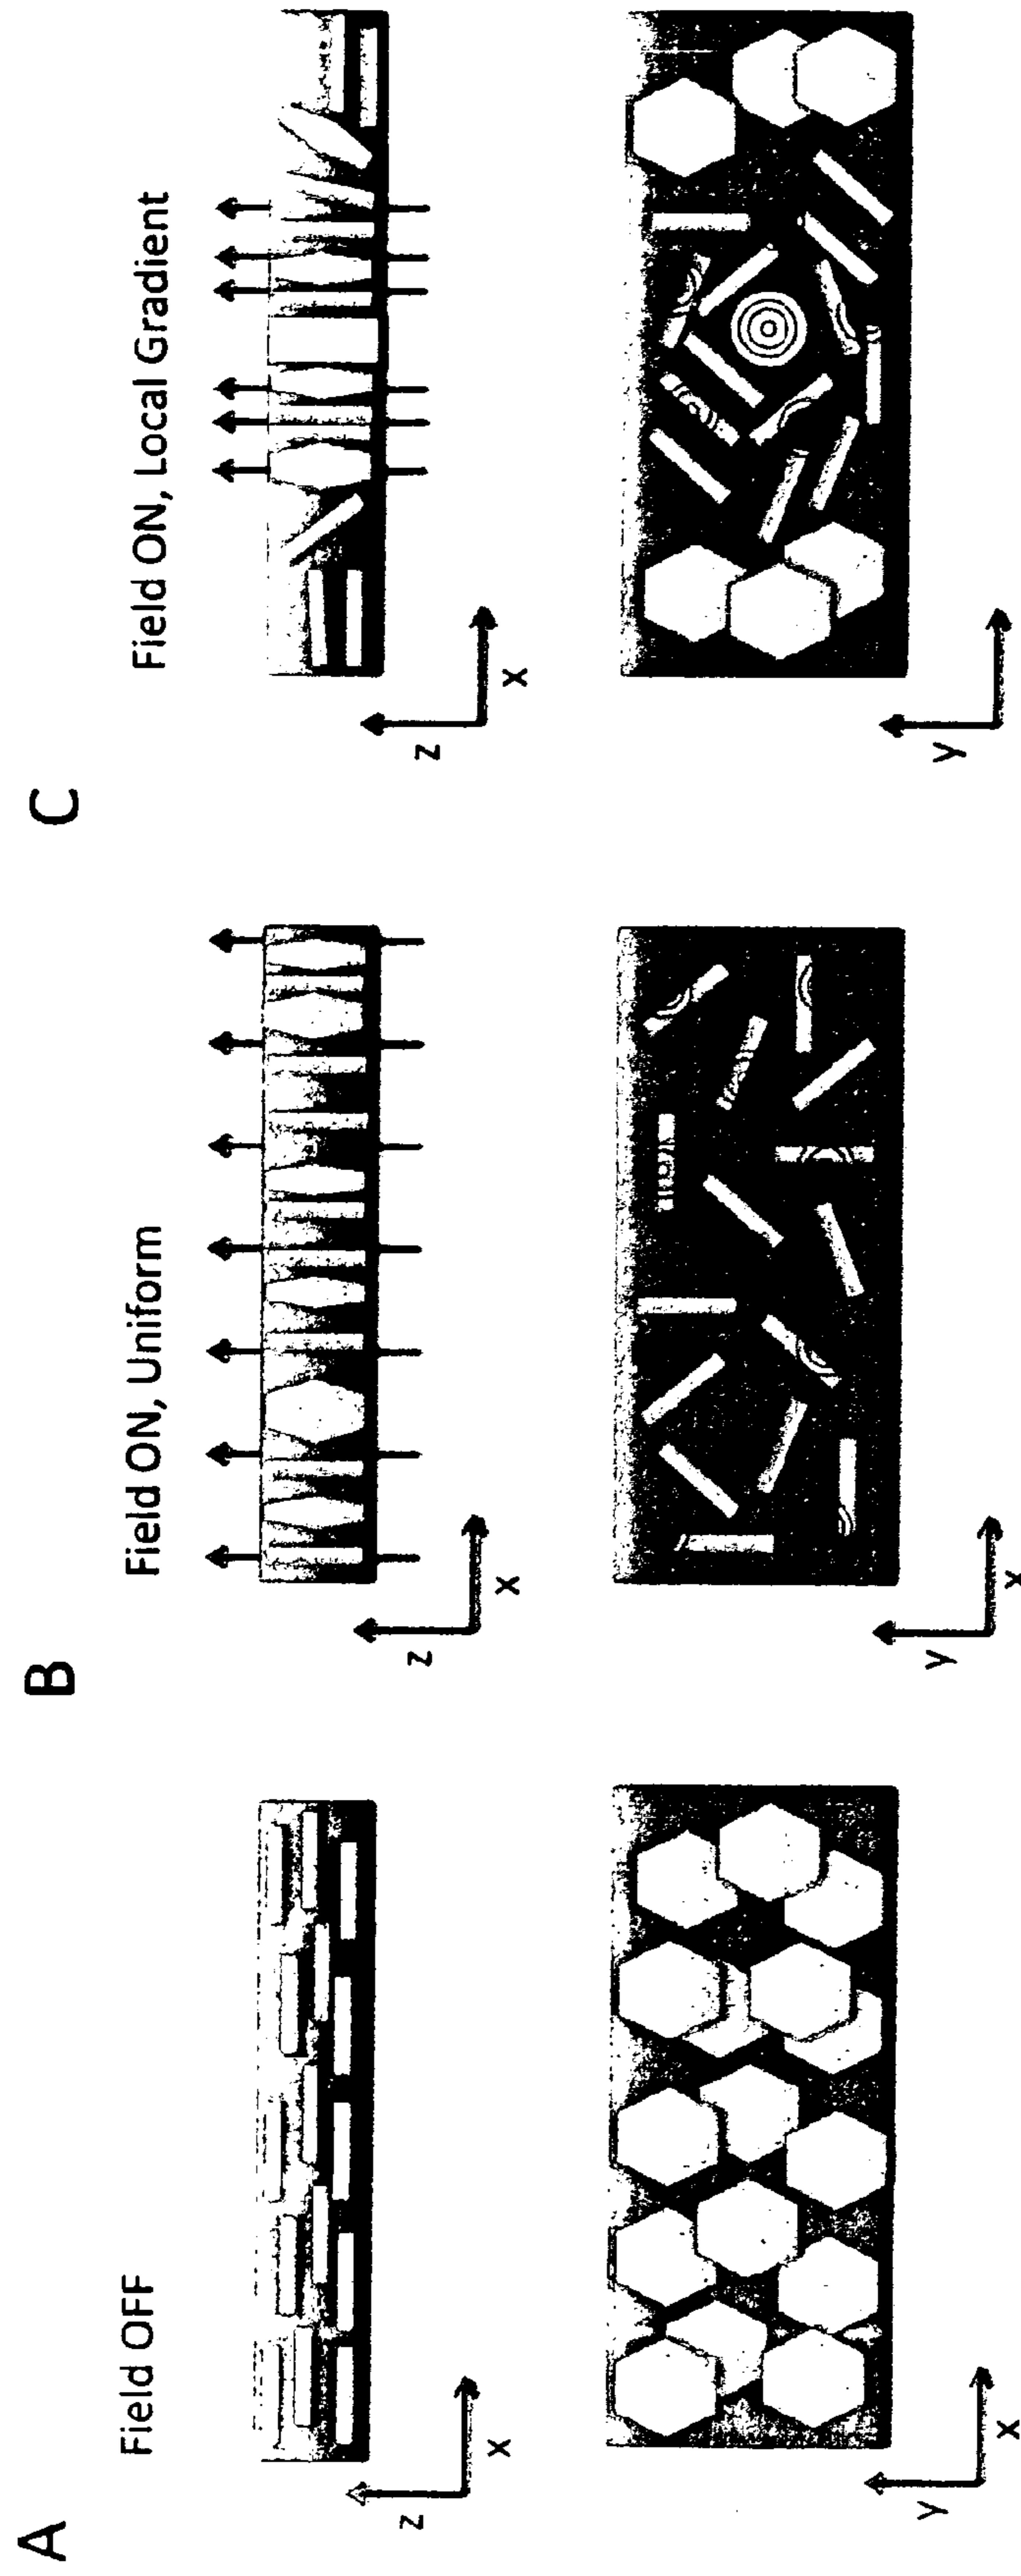 A
Field OFF
z
x
y
x
B
Field ON, Uniform
z
x
y
x
C
Field ON, Local Gradient
z
x
y